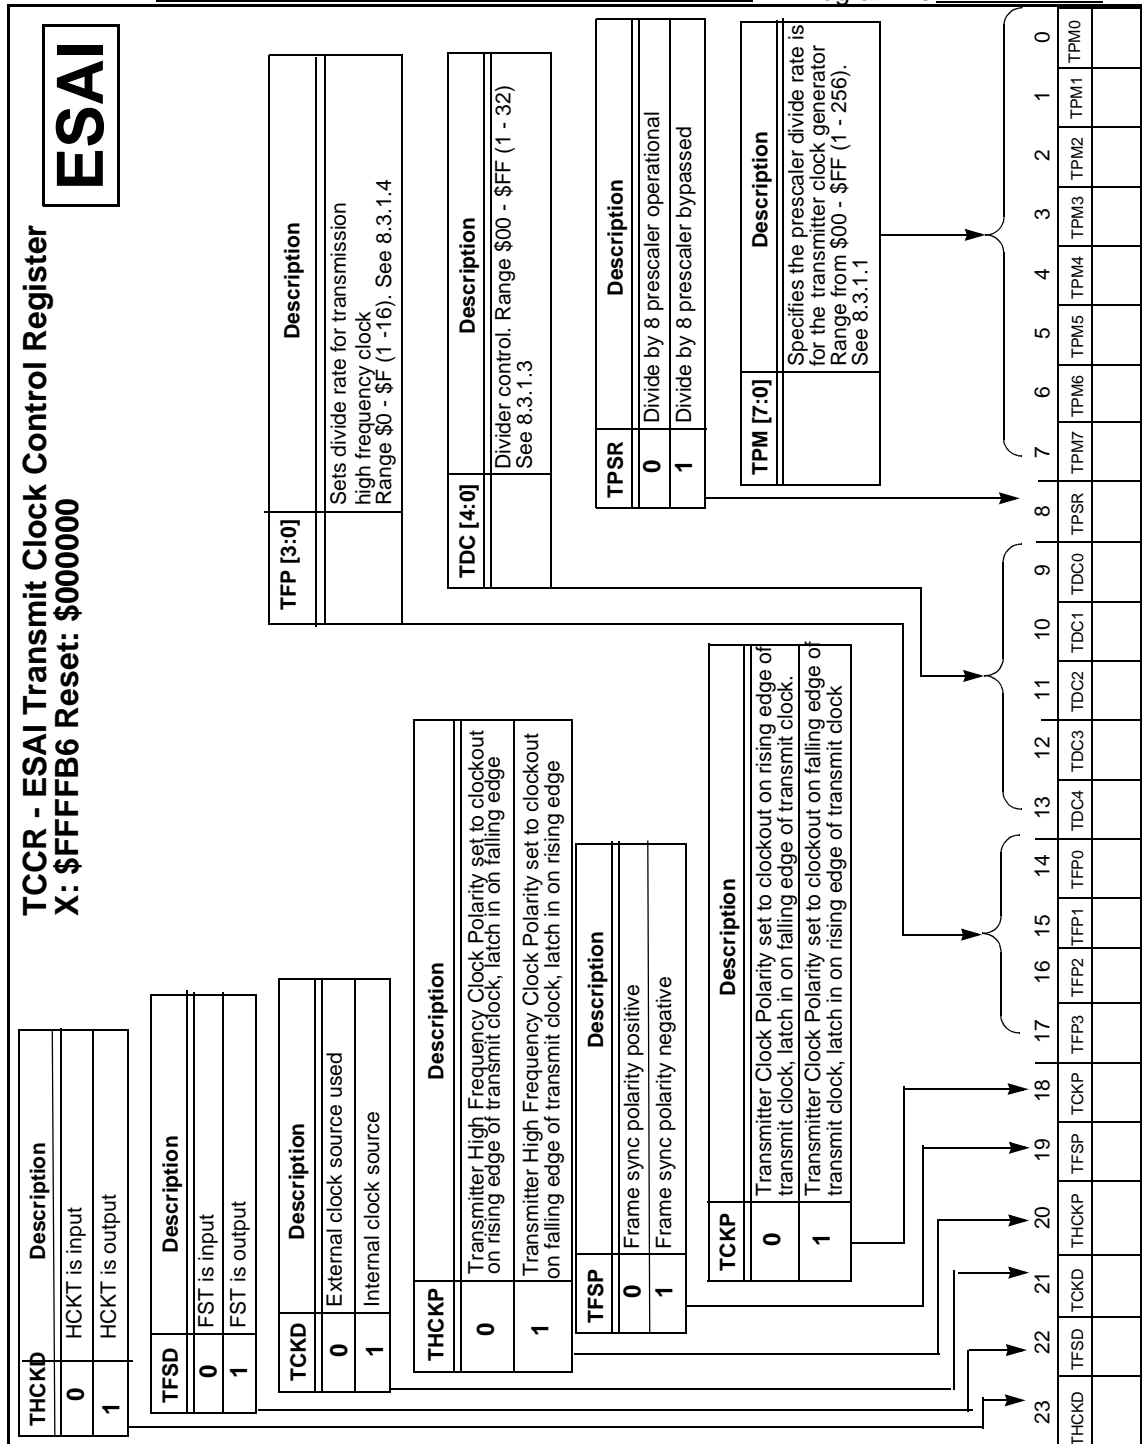 TCCR - ESAI Transmit Clock Control Register
X: $FFFFB6 Reset: $000000
ESAI
THCKD Description
0 HCKT is input
1 HCKT is output
TFSD Description
0 FST is input
1 FST is output
TCKD Description
0 External clock source used
1 Internal clock source
THCKP Description
0 Transmitter High Frequency Clock Polarity set to clockout
on rising edge of transmit clock, latch in on falling edge
1 Transmitter High Frequency Clock Polarity set to clockout
on falling edge of transmit clock, latch in on rising edge
TFSP Description
0 Frame sync polarity positive
1 Frame sync polarity negative
TCKP Description
0 Transmitter Clock Polarity set to clockout on rising edge of
transmit clock, latch in on falling edge of transmit clock.
1 Transmitter Clock Polarity set to clockout on falling edge of
transmit clock, latch in on rising edge of transmit clock
TFP [3:0] Description
Sets divide rate for transmission
high frequency clock
Range $0 - $F (1 -16). See 8.3.1.4
TDC [4:0] Description
Divider control. Range $00 - $FF (1 - 32)
See 8.3.1.3
TPSR Description
0 Divide by 8 prescaler operational
1 Divide by 8 prescaler bypassed
TPM [7:0] Description
Specifies the prescaler divide rate is
for the transmitter clock generator
Range from $00 - $FF (1 - 256).
See 8.3.1.1
23 22 21 20 19 18 17 16 15 14 13 12 11 10 9 8 7 6 5 4 3 2 1 0
THCKD TFSD TCKD THCKP TFSP TCKP TFP3 TFP2 TFP1 TFP0 TDC4 TDC3 TDC2 TDC1 TDC0 TPSR TPM7 TPM6 TPM5 TPM4 TPM3 TPM2 TPM1 TPM0